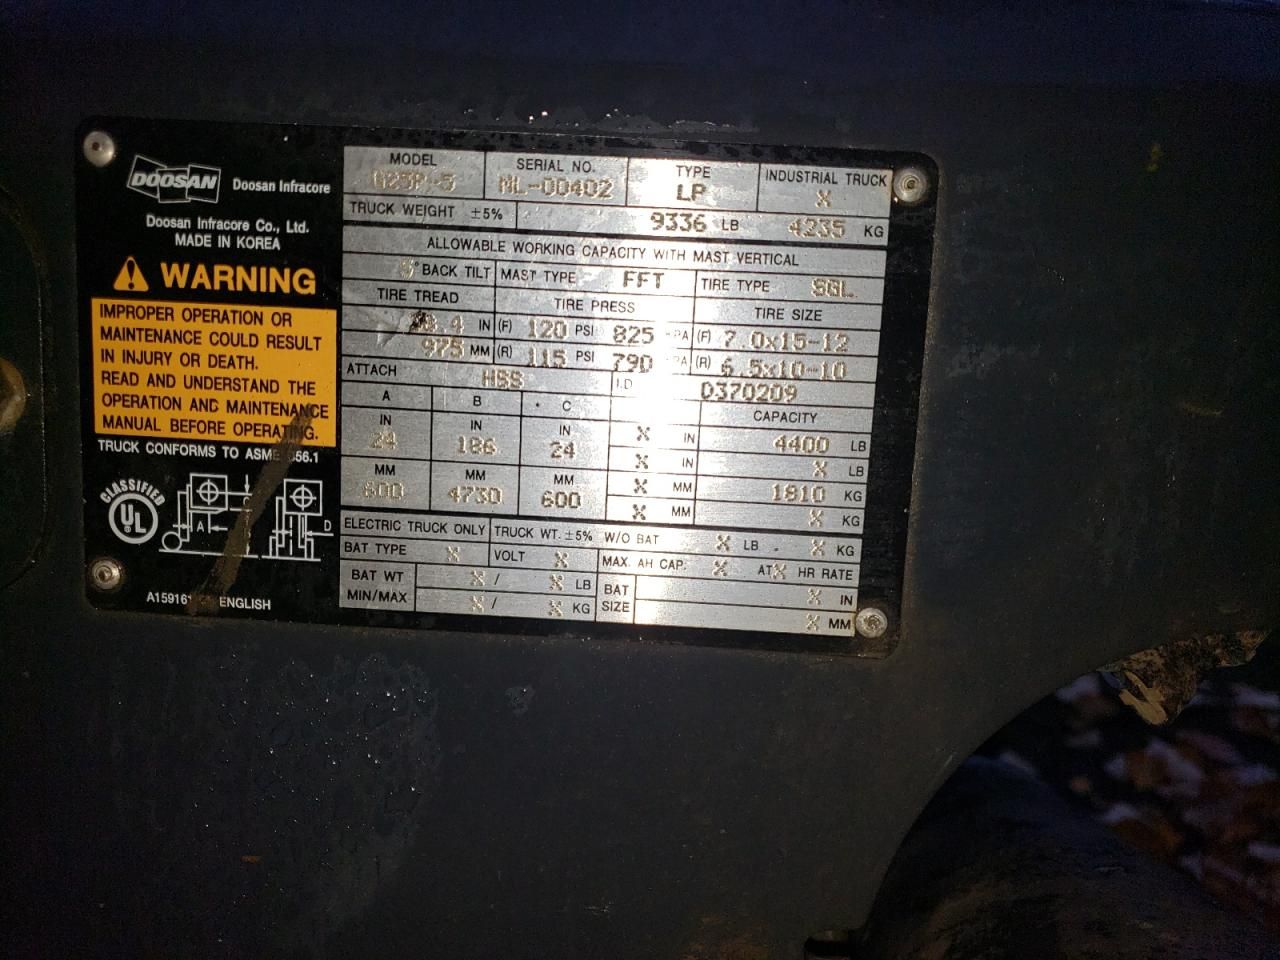 DOOSAN Doosan Infracore
Doosan Infracore Co., Ltd.
MADE IN KOREA
WARNING
IMPROPER OPERATION OR
MAINTENANCE COULD RESULT
IN INJURY OR DEATH.
READ AND UNDERSTAND THE
OPERATION AND MAINTENANCE
MANUAL BEFORE OPERATING.
TRUCK CONFORMS TO ASME
CLASSIFIED
UL
A D
ENGLISH
MODEL SERIAL NO. TYPE INDUSTRIAL TRUCK
G25P-5 ML-00402 LP X
TRUCK WEIGHT ±5% 9336 LB 4235 KG
ALLOWABLE WORKING CAPACITY WITH MAST VERTICAL
BACK TILT MAST TYPE FFT TIRE TYPE SGL
TIRE TREAD TIRE PRESS TIRE SIZE
IN (F) 120 PSI 825 (F) 7.0x15-12
975 MM (R) 115 PSI 790 (R) 6.5x10-10
ATTACH HSS I.D D370209
A B C CAPACITY
IN IN IN X IN 4400 LB
24 186 24 X IN X LB
MM MM MM X MM 1810 KG
600 4730 600 X MM X KG
ELECTRIC TRUCK ONLY TRUCK WT. ±5% W/O BAT X LB X KG
BAT TYPE X VOLT X MAX. AH CAP. X AT X HR RATE
BAT WT X / X LB BAT X IN
MIN/MAX X / X KG SIZE X MM